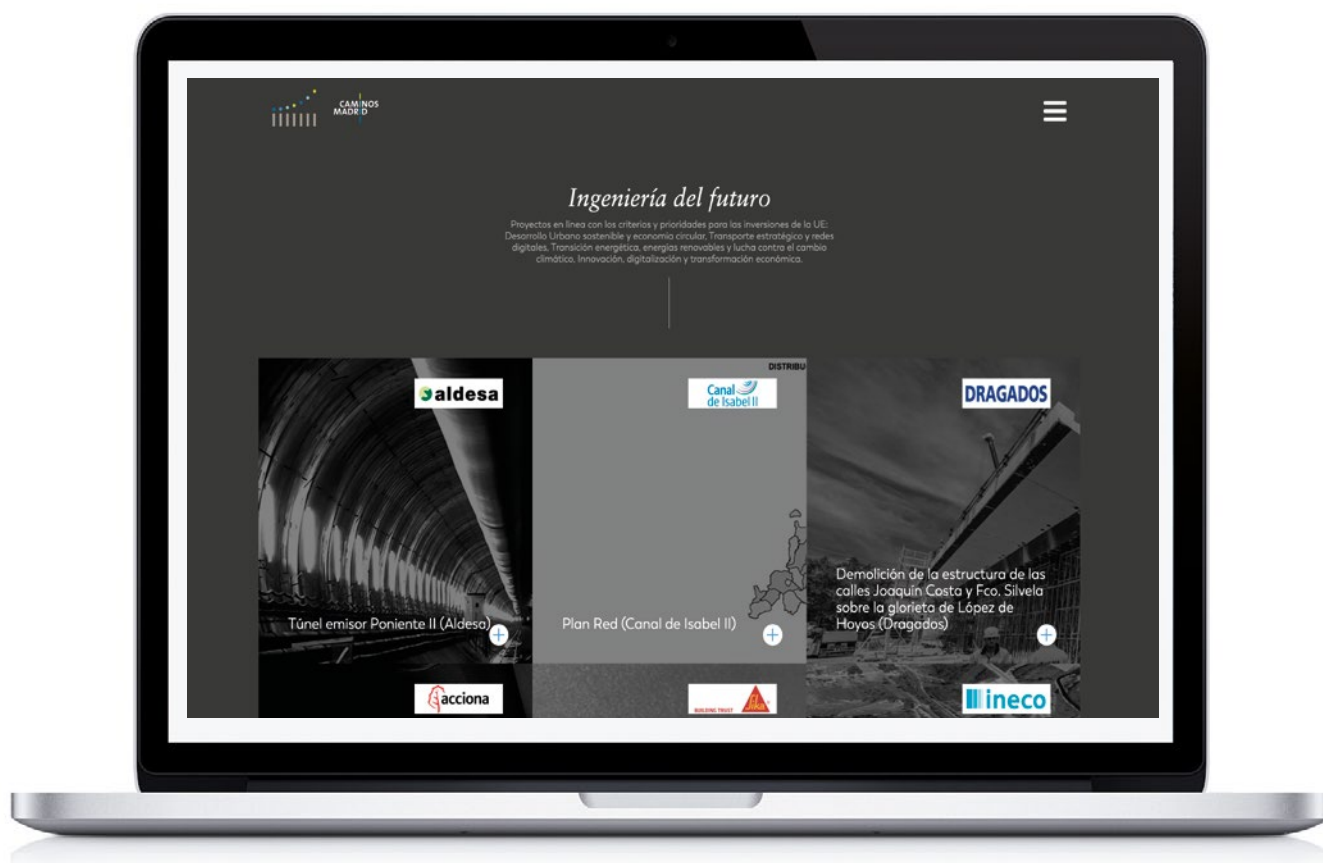 CAMINOS
MADRID
Ingeniería del futuro
Proyectos en línea con los criterios y prioridades para las inversiones de la UE:
Desarrollo Urbano sostenible y economía circular, Transporte estratégico y redes
digitales, Transición energética, energías renovables y lucha contra el cambio
climático, Innovación, digitalización y transformación económica.
aldesa
Túnel emisor Poniente II (Aldesa)
DISTRIBU
Canal
de Isabel II
Plan Red (Canal de Isabel II)
DRAGADOS
Demolición de la estructura de las
calles Joaquín Costa y Fco. Silvela
sobre la glorieta de López de
Hoyos (Dragados)
acciona
BUILDING TRUST
Sika
ineco